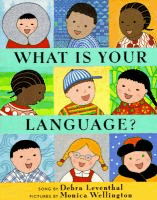 WHAT IS YOUR
LANGUAGE?
SONG BY Debra Leventhal
PICTURES BY Monica Wellington